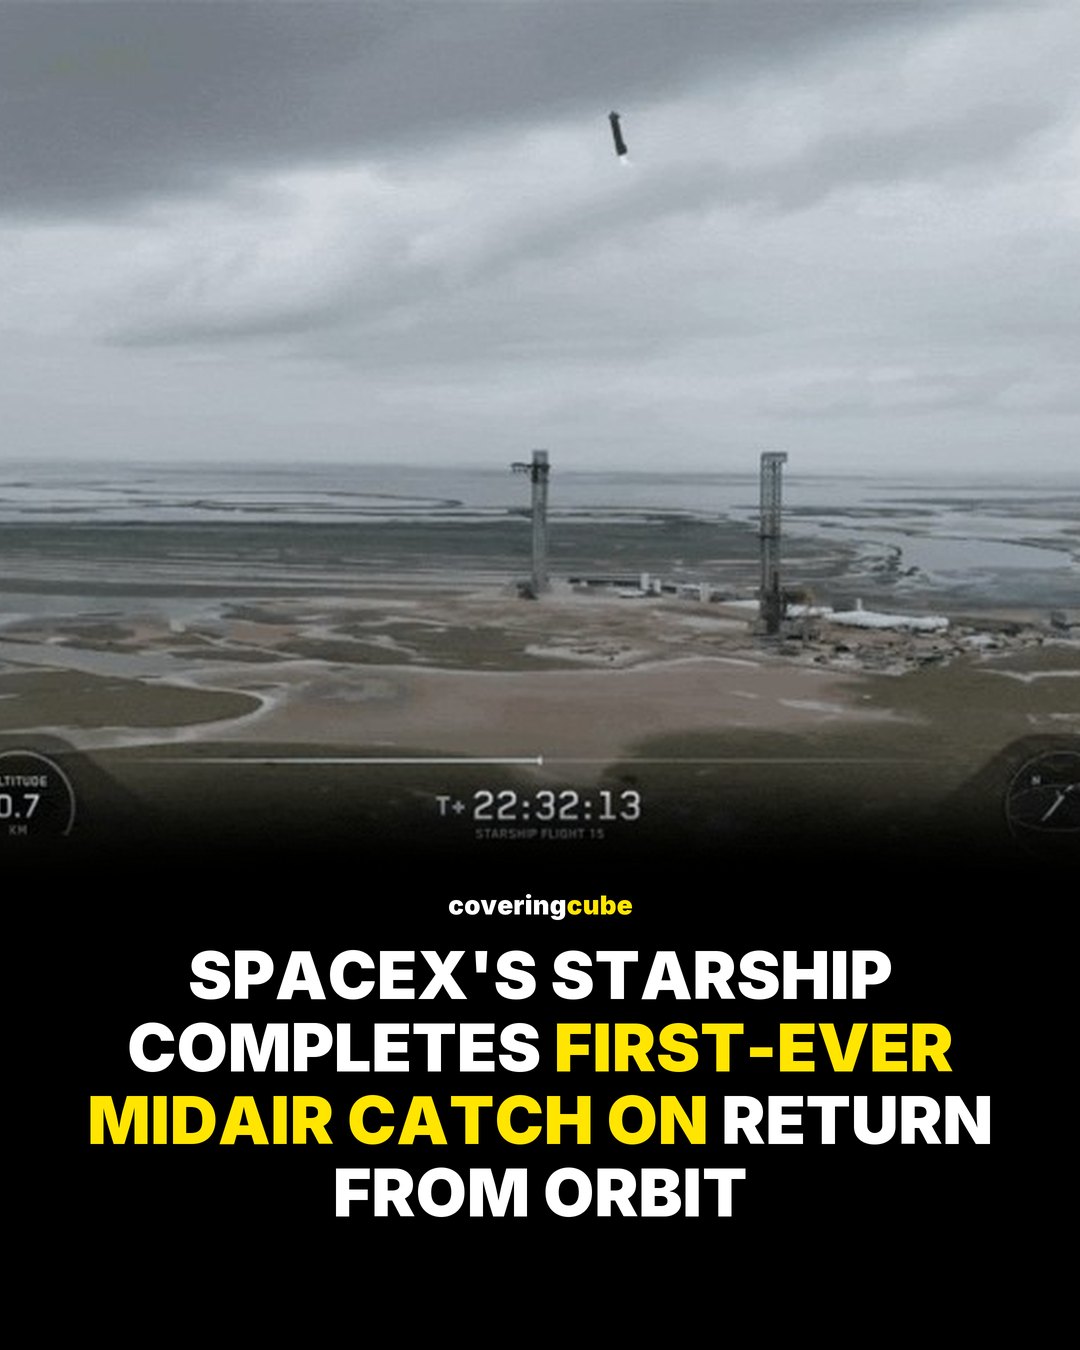 LTITUDE
0.7
KM
N
T+ 22:32:13
STARSHIP FLIGHT 15
coveringcube
SPACEX'S STARSHIP
COMPLETES FIRST-EVER
MIDAIR CATCH ON RETURN
FROM ORBIT